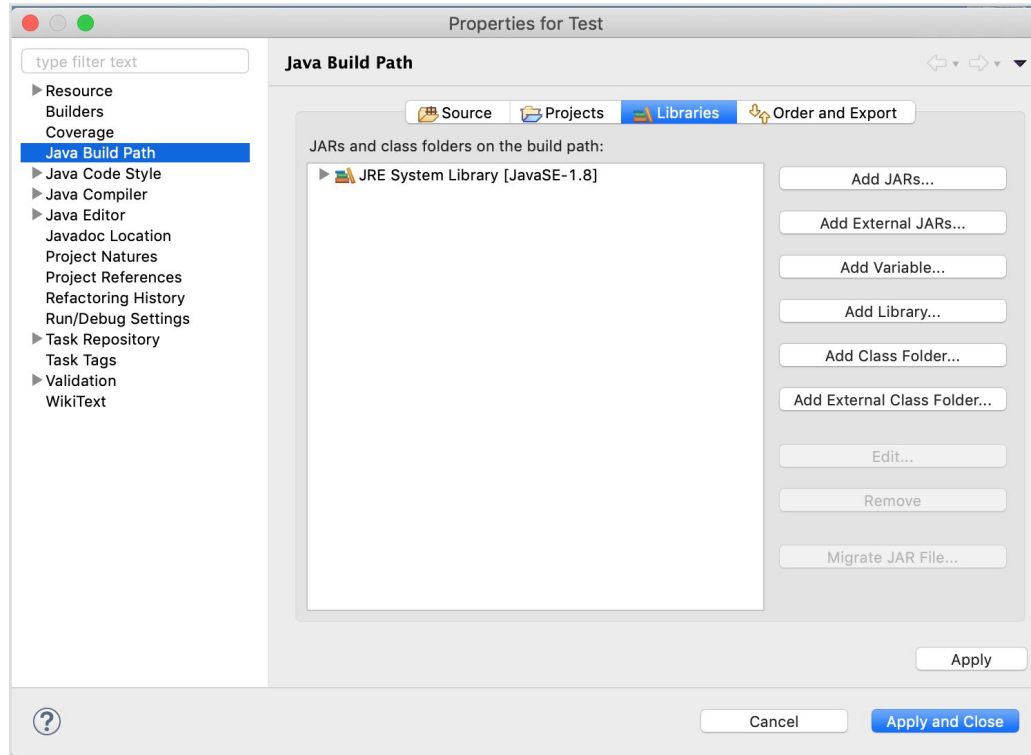 Properties for Test
type filter text
Resource
Builders
Coverage
Java Build Path
Java Code Style
Java Compiler
Java Editor
Javadoc Location
Project Natures
Project References
Refactoring History
Run/Debug Settings
Task Repository
Task Tags
Validation
WikiText
Java Build Path
Source Projects Libraries Order and Export
JARs and class folders on the build path:
JRE System Library [JavaSE-1.8]
Add JARs...
Add External JARs...
Add Variable...
Add Library...
Add Class Folder...
Add External Class Folder...
Edit...
Remove
Migrate JAR File...
Apply
?
Cancel
Apply and Close